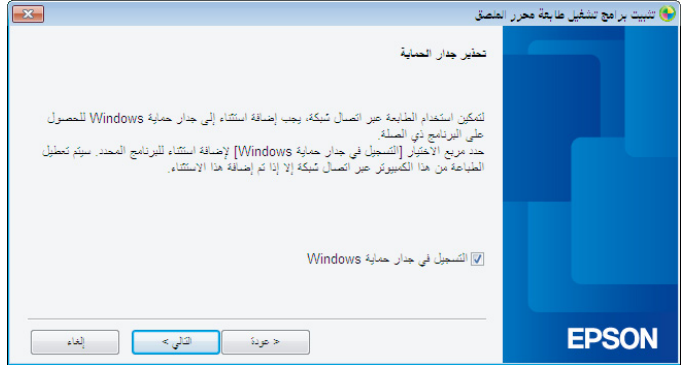 تثبيت برامج تشغيل طابعة محرر الملصق
تحذير جدار الحماية
لتمكين استخدام الطابعة عبر اتصال شبكة، يجب إضافة استثناء إلى جدار حماية Windows للحصول
على البرنامج ذي الصلة.
حدد مربع الاختيار [التسجيل في جدار حماية Windows] لإضافة استثناء للبرنامج المحدد. سيتم تعطيل
الطباعة من هذا الكمبيوتر عبر اتصال شبكة إلا إذا تم إضافة هذا الاستثناء.
التسجيل في جدار حماية Windows
EPSON
< عودة
التالي >
إلغاء